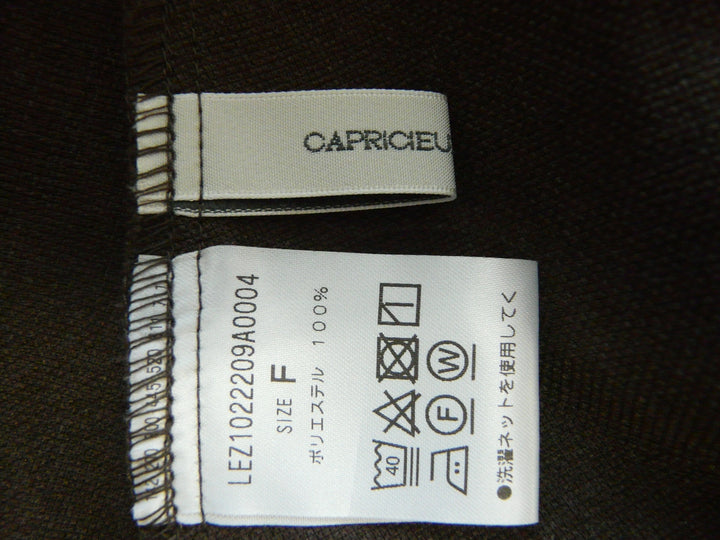 CAPRICIEU
LEZ1022209A0004
SIZE F
ポリエステル 100%
40
F W
●洗濯ネットを使用してく